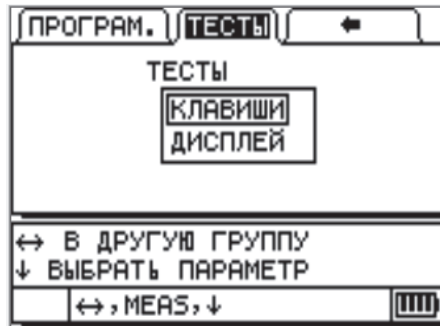 ПРОГРАМ. ТЕСТЫ ←
ТЕСТЫ
КЛАВИШИ
ДИСПЛЕЙ
↔ В ДРУГУЮ ГРУППУ
↓ ВЫБРАТЬ ПАРАМЕТР
↔,MEAS,↓